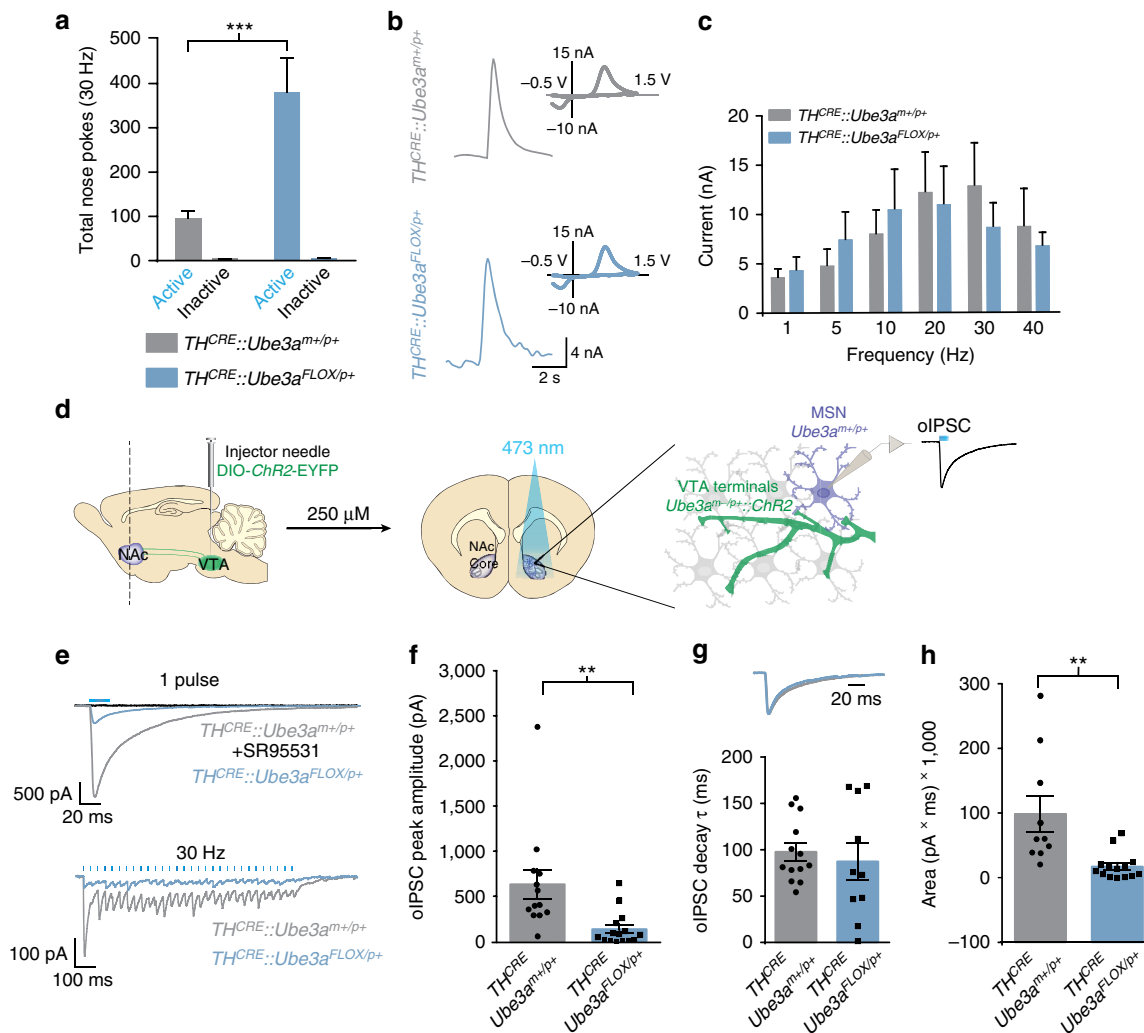 a
***
500
400
300
200
100
0
Total nose pokes (30 Hz)
Active
Inactive
Active
Inactive
TH^CRE::Ube3a^m+/p+
TH^CRE::Ube3a^FLOX/p+
b
TH^CRE::Ube3a^m+/p+
15 nA
–0.5 V
1.5 V
–10 nA
TH^CRE::Ube3a^FLOX/p+
15 nA
–0.5 V
1.5 V
–10 nA
4 nA
2 s
c
TH^CRE::Ube3a^m+/p+
TH^CRE::Ube3a^FLOX/p+
20
15
10
5
0
Current (nA)
1 5 10 20 30 40
Frequency (Hz)
d
Injector needle
DIO-ChR2-EYFP
NAc
VTA
250 μM
473 nm
NAc
Core
MSN
Ube3a^m+/p+
VTA terminals
Ube3a^m–/p+::ChR2
oIPSC
e
1 pulse
TH^CRE::Ube3a^m+/p+
+SR95531
TH^CRE::Ube3a^FLOX/p+
500 pA
20 ms
30 Hz
TH^CRE::Ube3a^m+/p+
TH^CRE::Ube3a^FLOX/p+
100 pA
100 ms
f
**
3,000
2,500
2,000
1,500
1,000
500
0
oIPSC peak amplitude (pA)
TH^CRE
Ube3a^m+/p+
TH^CRE
Ube3a^FLOX/p+
g
20 ms
200
150
100
50
0
oIPSC decay τ (ms)
TH^CRE
Ube3a^m+/p+
TH^CRE
Ube3a^FLOX/p+
h
**
300
200
100
0
–100
Area (pA × ms) × 1,000
TH^CRE
Ube3a^m+/p+
TH^CRE
Ube3a^FLOX/p+